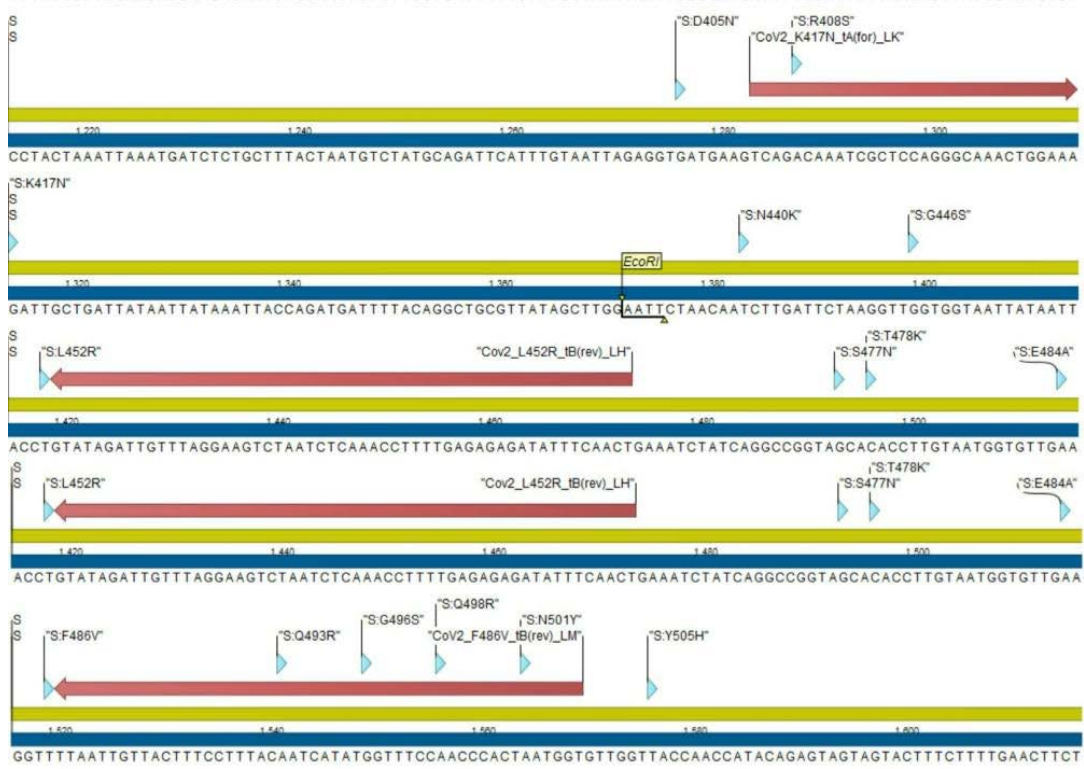 S "S:D405N" "S:R408S"
S "CoV2_K417N_tA(for)_LK"
1.220 1.240 1.260 1.280 1.300
CCTACTAAATTAAATGATCTCTGCTTTACTAATGTCTATGCAGATTCATTTGTAATTAGAGGTGATGAAGTCAGACAAATCGCTCCAGGGCAAACTGGAAA
"S:K417N"
S
S "S:N440K" "S:G446S"
EcoRI
1.320 1.340 1.360 1.380 1.400
GATTGCTGATTATAATTATAAATTACCAGATGATTTTACAGGCTGCGTTATAGCTTGGAATTCTAACAATCTTGATTCTAAGGTTGGTGGTAATTATAATT
S "S:T478K"
S "S:L452R" "Cov2_L452R_tB(rev)_LH" "S:S477N" "S:E484A"
1.420 1.440 1.460 1.480 1.500
ACCTGTATAGATTGTTTAGGAAGTCTAATCTCAAACCTTTTGAGAGAGATATTTCAACTGAAATCTATCAGGCCGGTAGCACACCTTGTAATGGTGTTGAA
S "S:T478K"
S "S:L452R" "Cov2_L452R_tB(rev)_LH" "S:S477N" "S:E484A"
1.420 1.440 1.460 1.480 1.500
ACCTGTATAGATTGTTTAGGAAGTCTAATCTCAAACCTTTTGAGAGAGATATTTCAACTGAAATCTATCAGGCCGGTAGCACACCTTGTAATGGTGTTGAA
"S:Q498R"
S "S:G496S" "S:N501Y"
S "S:F486V" "S:Q493R" "CoV2_F486V_tB(rev)_LM" "S:Y505H"
1.520 1.540 1.560 1.580 1.600
GGTTTTAATTGTTACTTTCCTTTACAATCATATGGTTTCCAACCCACTAATGGTGTTGGTTACCAACCATACAGAGTAGTAGTACTTTCTTTTGAACTTCT